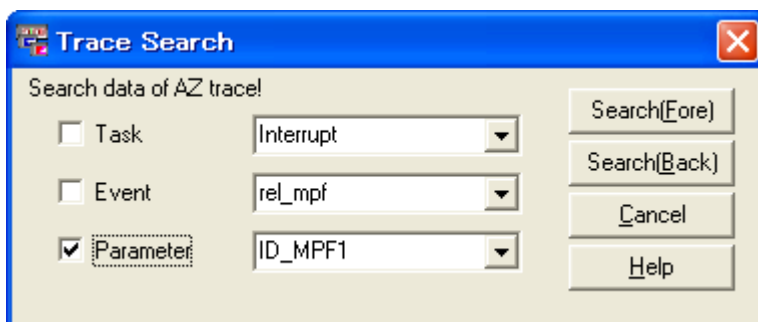 Trace Search
Search data of AZ trace!
Task Interrupt
Event rel_mpf
Parameter ID_MPF1
Search(Fore)
Search(Back)
Cancel
Help